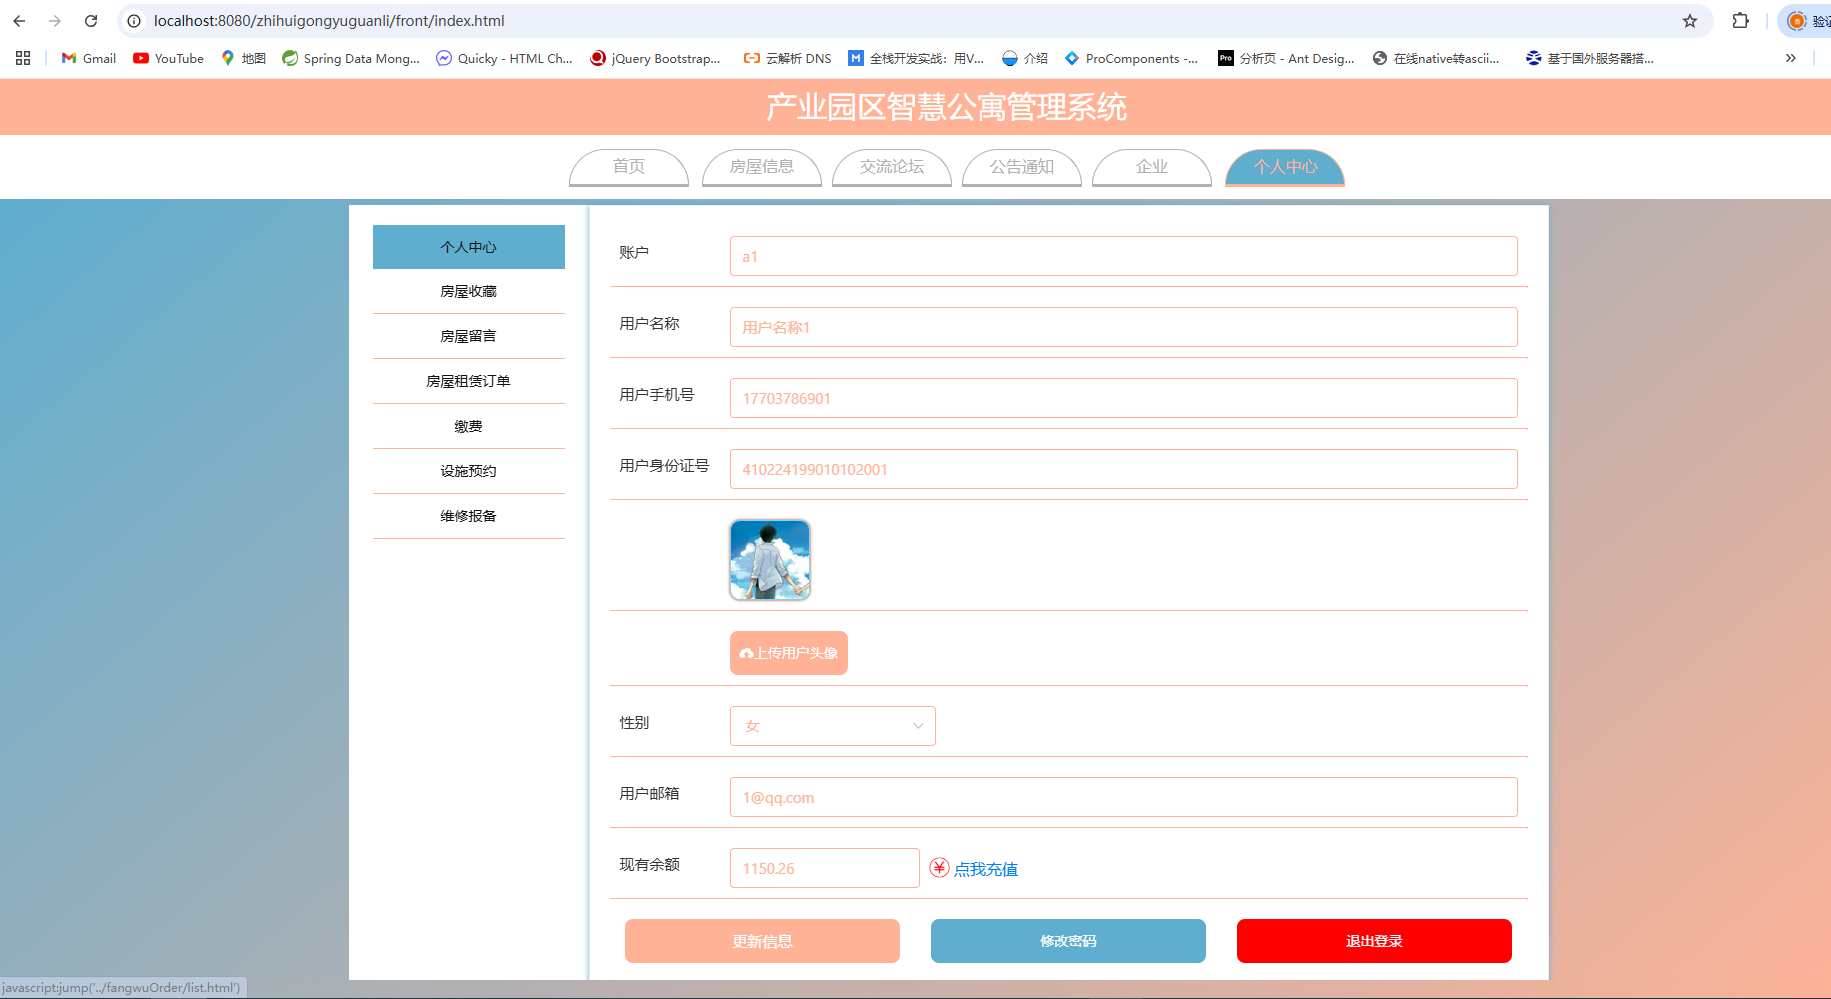 localhost:8080/zhihuigongyuguanli/front/index.html
Gmail YouTube 地图 Spring Data Mong... Quicky - HTML Ch... jQuery Bootstrap... 云解析 DNS 全栈开发实战：用V... 介绍 ProComponents -... 分析页 - Ant Desig... 在线native转ascii... 基于国外服务器搭...
产业园区智慧公寓管理系统
首页 房屋信息 交流论坛 公告通知 企业 个人中心
个人中心
房屋收藏
房屋留言
房屋租赁订单
缴费
设施预约
维修报备
账户 a1
用户名称 用户名称1
用户手机号 17703786901
用户身份证号 410224199010102001
上传用户头像
性别 女
用户邮箱 1@qq.com
现有余额 1150.26 点我充值
更新信息 修改密码 退出登录
javascript:jump('../fangwuOrder/list.html')